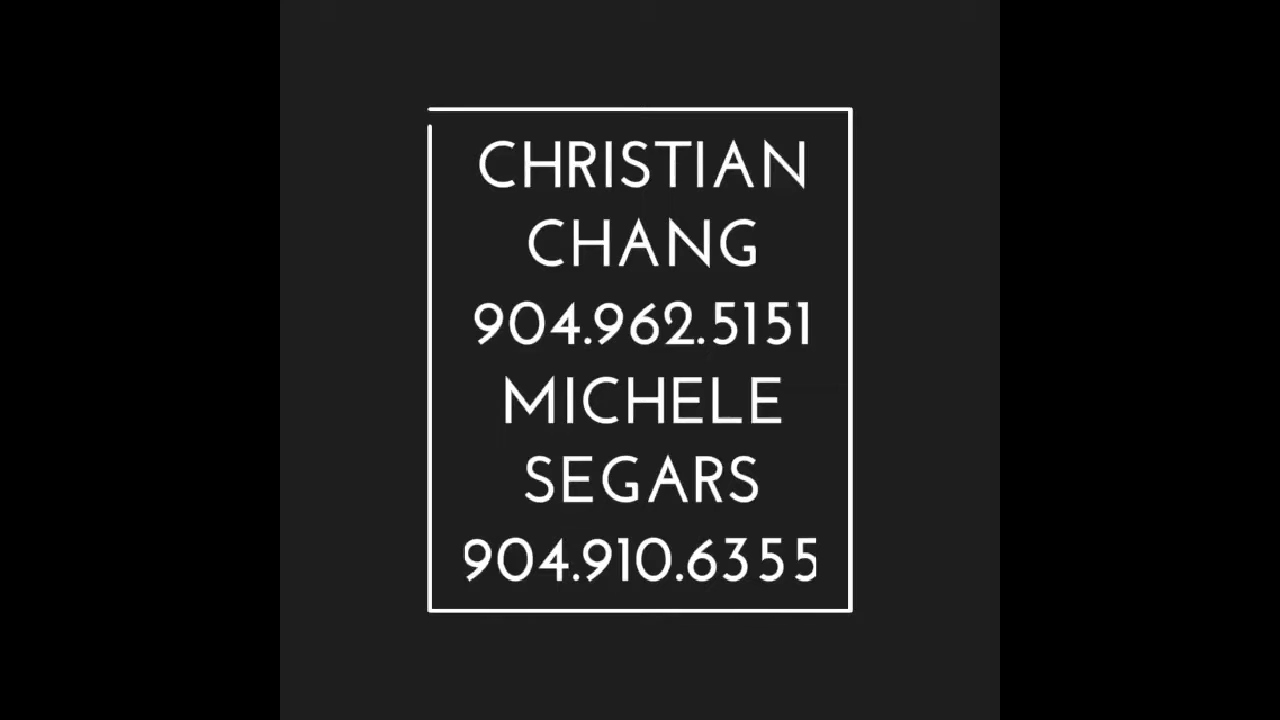 CHRISTIAN
CHANG
904.962.5151
MICHELE
SEGARS
904.910.6355